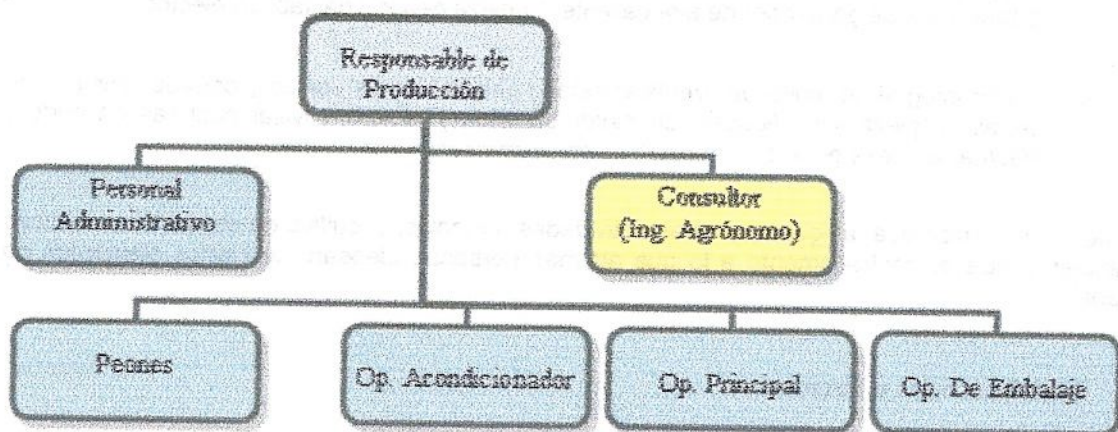 Responsable de
Producción
Personal
Administrativo
Consultor
(Ing. Agrónomo)
Peones
Op. Acondicionador
Op. Principal
Op. De Embalaje